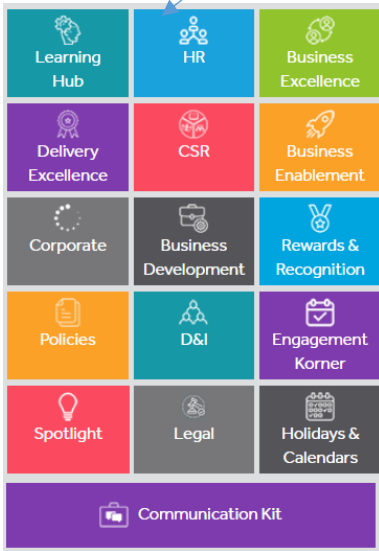 Learning
Hub
HR
Business
Excellence
Delivery
Excellence
CSR
Business
Enablement
Corporate
Business
Development
Rewards &
Recognition
Policies
D&I
Engagement
Korner
Spotlight
Legal
Holidays &
Calendars
Communication Kit